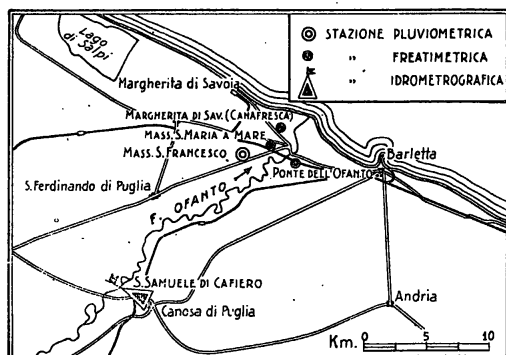 Lago
di Salpi
STAZIONE PLUVIOMETRICA
" FREATIMETRICA
" IDROMETROGRAFICA
Margherita di Savoia
MARGHERITA DI SAV. (CANAFRESCA)
MASS. S. MARIA A MARE
MASS. S. FRANCESCO
Barletta
PONTE DELL'OFANTO
S. Ferdinando di Puglia
F. OFANTO
S. SAMUELE DI CAFIERO
Canosa di Puglia
Andria
Km. 0 5 10